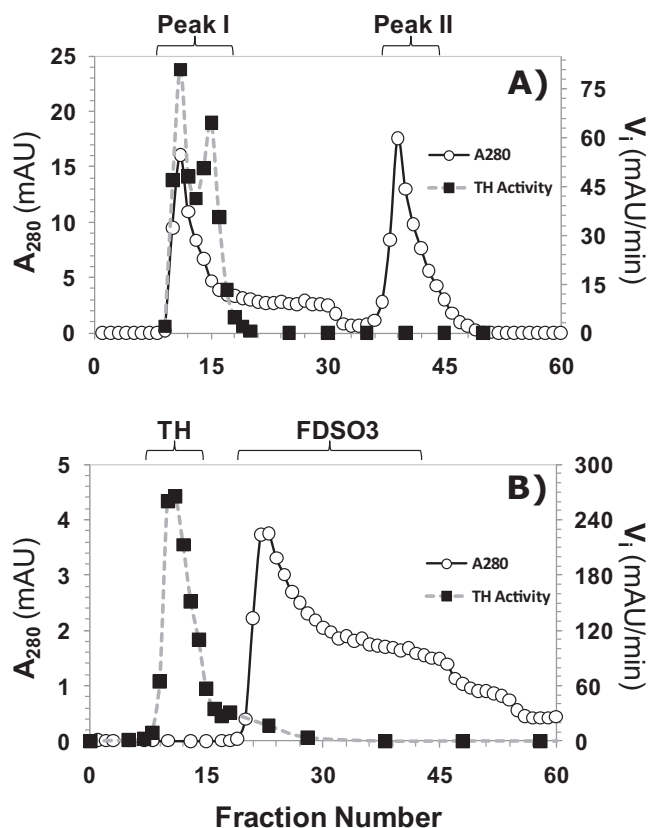 Peak I Peak II
A)
25
20
15
10
5
0
A280 (mAU)
75
60
45
30
15
0
Vi (mAU/min)
A280
TH Activity
0 15 30 45 60
TH FDSO3
B)
5
4
3
2
1
0
A280 (mAU)
300
240
180
120
60
0
Vi (mAU/min)
A280
TH Activity
0 15 30 45 60
Fraction Number